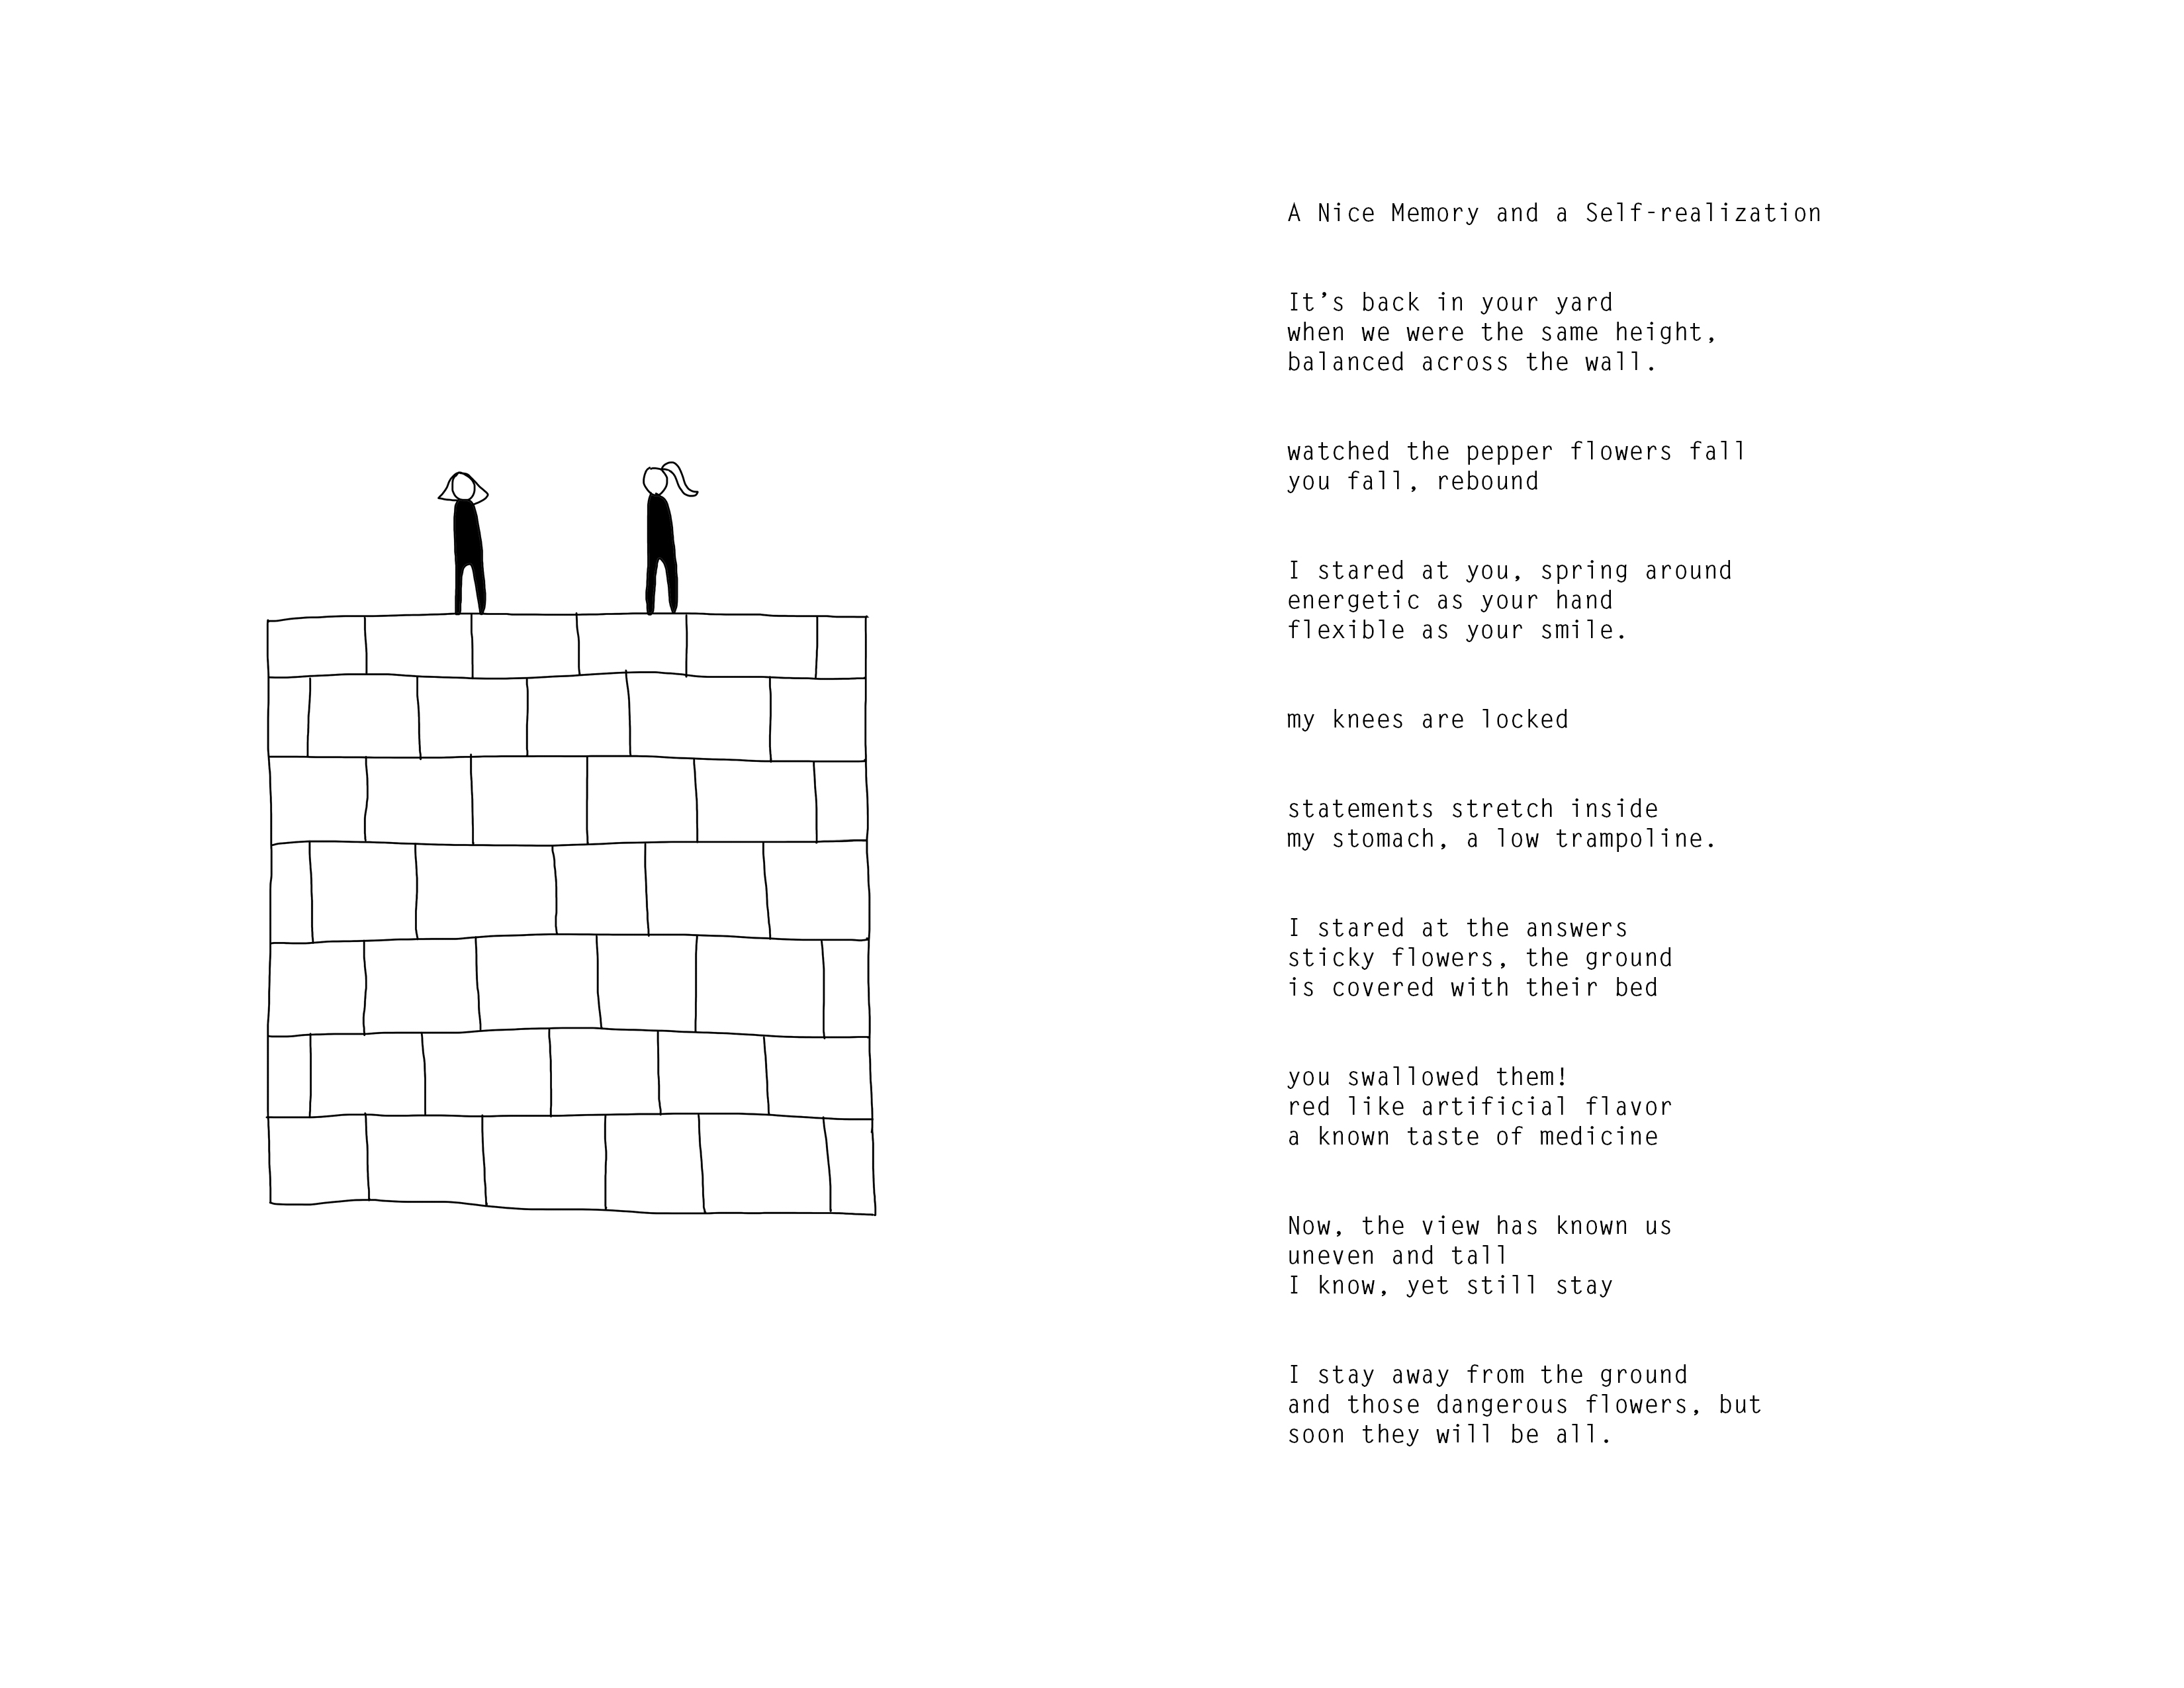 A Nice Memory and a Self-realization
It’s back in your yard
when we were the same height,
balanced across the wall.
watched the pepper flowers fall
you fall, rebound
I stared at you, spring around
energetic as your hand
flexible as your smile.
my knees are locked
statements stretch inside
my stomach, a low trampoline.
I stared at the answers
sticky flowers, the ground
is covered with their bed
you swallowed them!
red like artificial flavor
a known taste of medicine
Now, the view has known us
uneven and tall
I know, yet still stay
I stay away from the ground
and those dangerous flowers, but
soon they will be all.